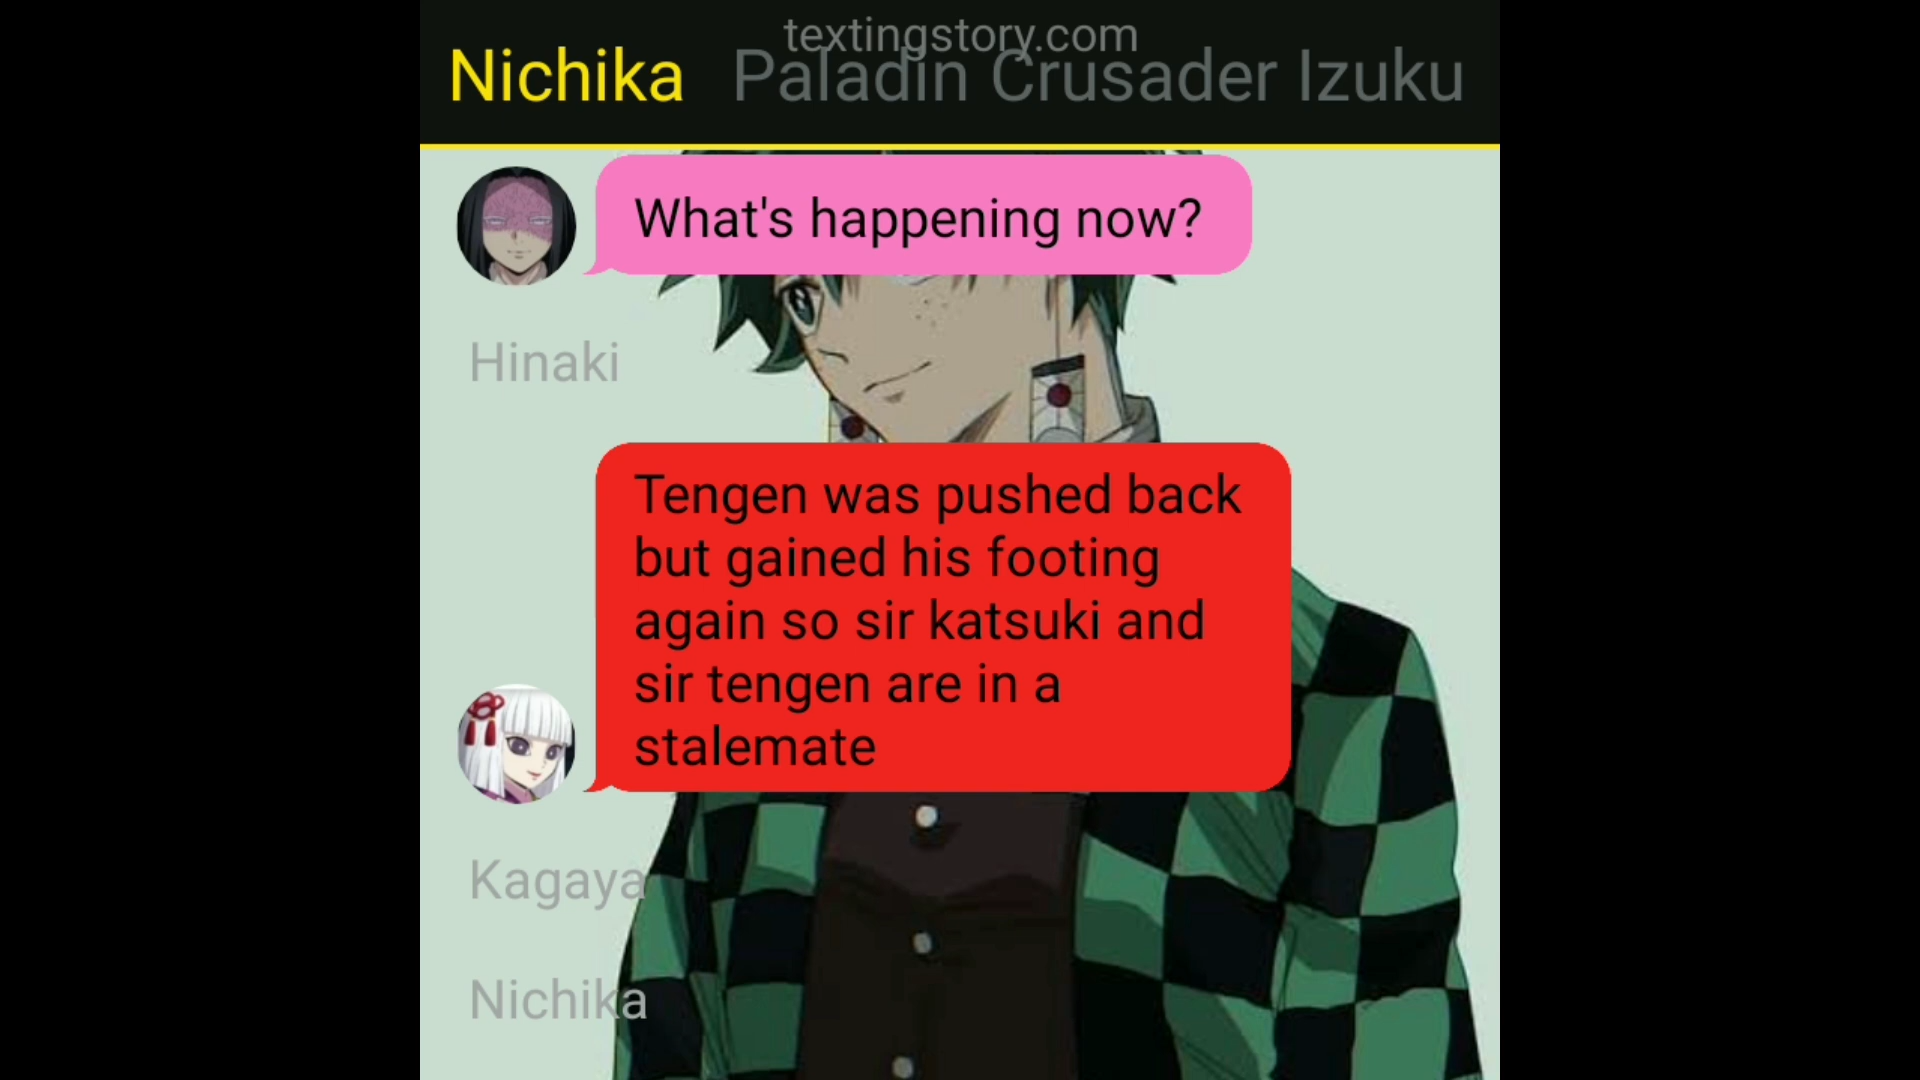 textingstory.com
Nichika Paladin Crusader Izuku
What's happening now?
Hinaki
Tengen was pushed back
but gained his footing
again so sir katsuki and
sir tengen are in a
stalemate
Kagaya
Nichika